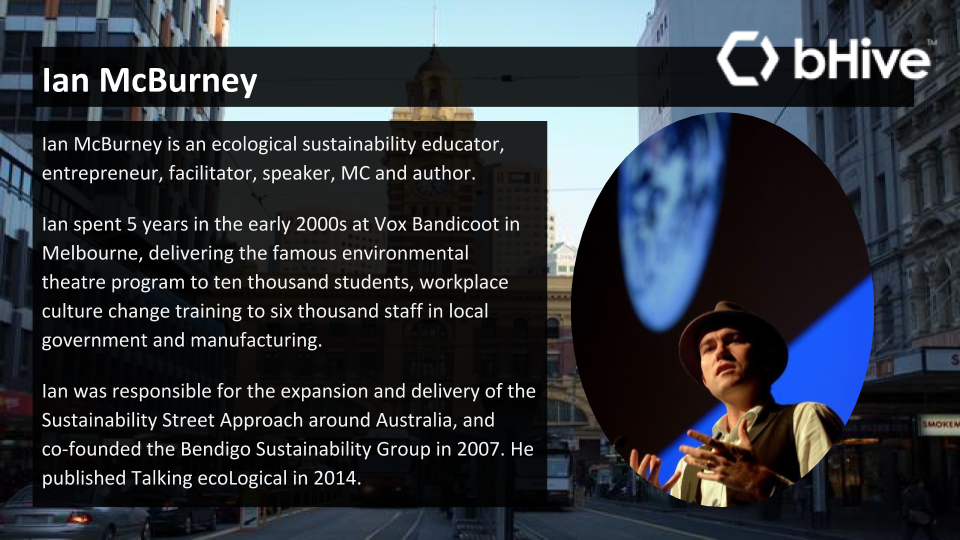 Ian McBurney
bHive™
Ian McBurney is an ecological sustainability educator,
entrepreneur, facilitator, speaker, MC and author.
Ian spent 5 years in the early 2000s at Vox Bandicoot in
Melbourne, delivering the famous environmental
theatre program to ten thousand students, workplace
culture change training to six thousand staff in local
government and manufacturing.
Ian was responsible for the expansion and delivery of the
Sustainability Street Approach around Australia, and
co-founded the Bendigo Sustainability Group in 2007. He
published Talking ecoLogical in 2014.
SMOKEM